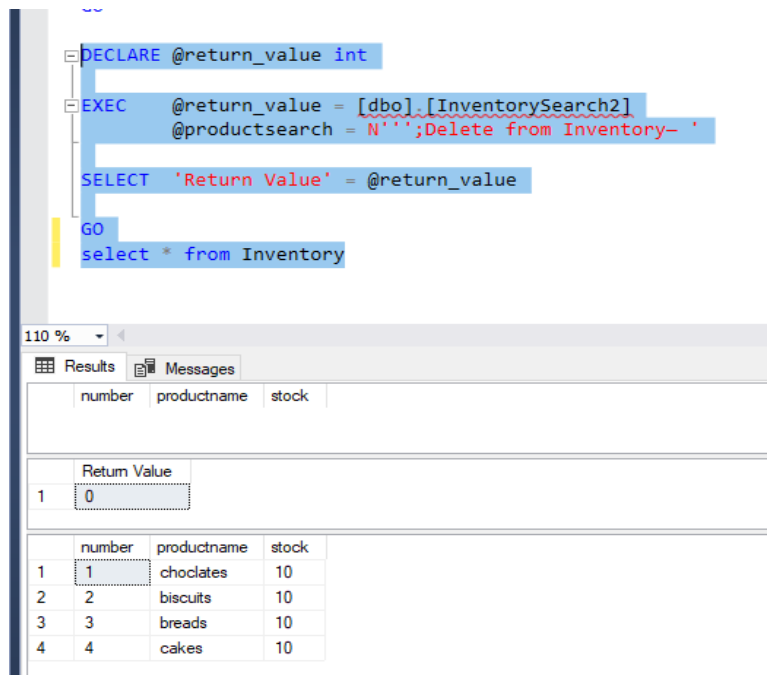 GO
DECLARE @return_value int
EXEC @return_value = [dbo].[InventorySearch2]
@productsearch = N''';Delete from Inventory— '
SELECT 'Return Value' = @return_value
GO
select * from Inventory
110 %
Results Messages
number productname stock
Return Value
1 0
number productname stock
1 1 choclates 10
2 2 biscuits 10
3 3 breads 10
4 4 cakes 10